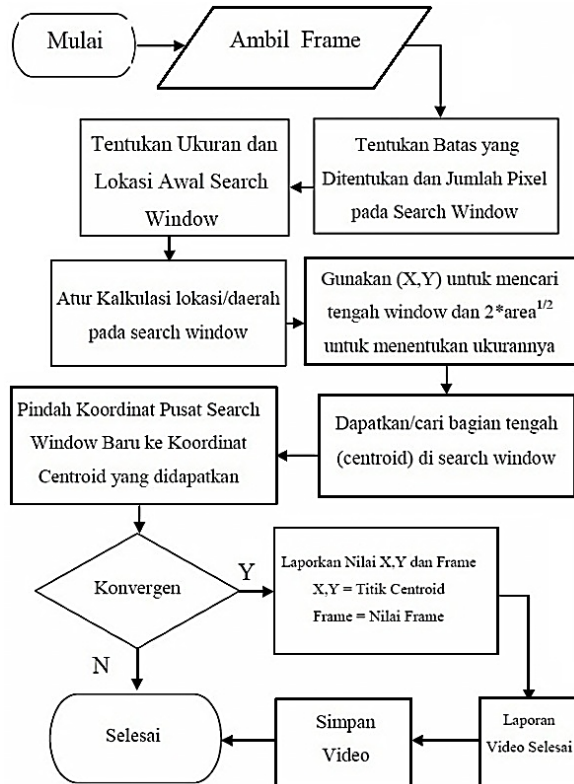 Mulai
Ambil Frame
Tentukan Batas yang
Ditentukan dan Jumlah Pixel
pada Search Window
Tentukan Ukuran dan
Lokasi Awal Search
Window
Atur Kalkulasi lokasi/daerah
pada search window
Gunakan (X,Y) untuk mencari
tengah window dan 2*area^1/2
untuk menentukan ukurannya
Dapatkan/cari bagian tengah
(centroid) di search window
Pindah Koordinat Pusat Search
Window Baru ke Koordinat
Centroid yang didapatkan
Konvergen
Y
N
Laporkan Nilai X,Y dan Frame
X,Y = Titik Centroid
Frame = Nilai Frame
Laporan
Video Selesai
Simpan
Video
Selesai